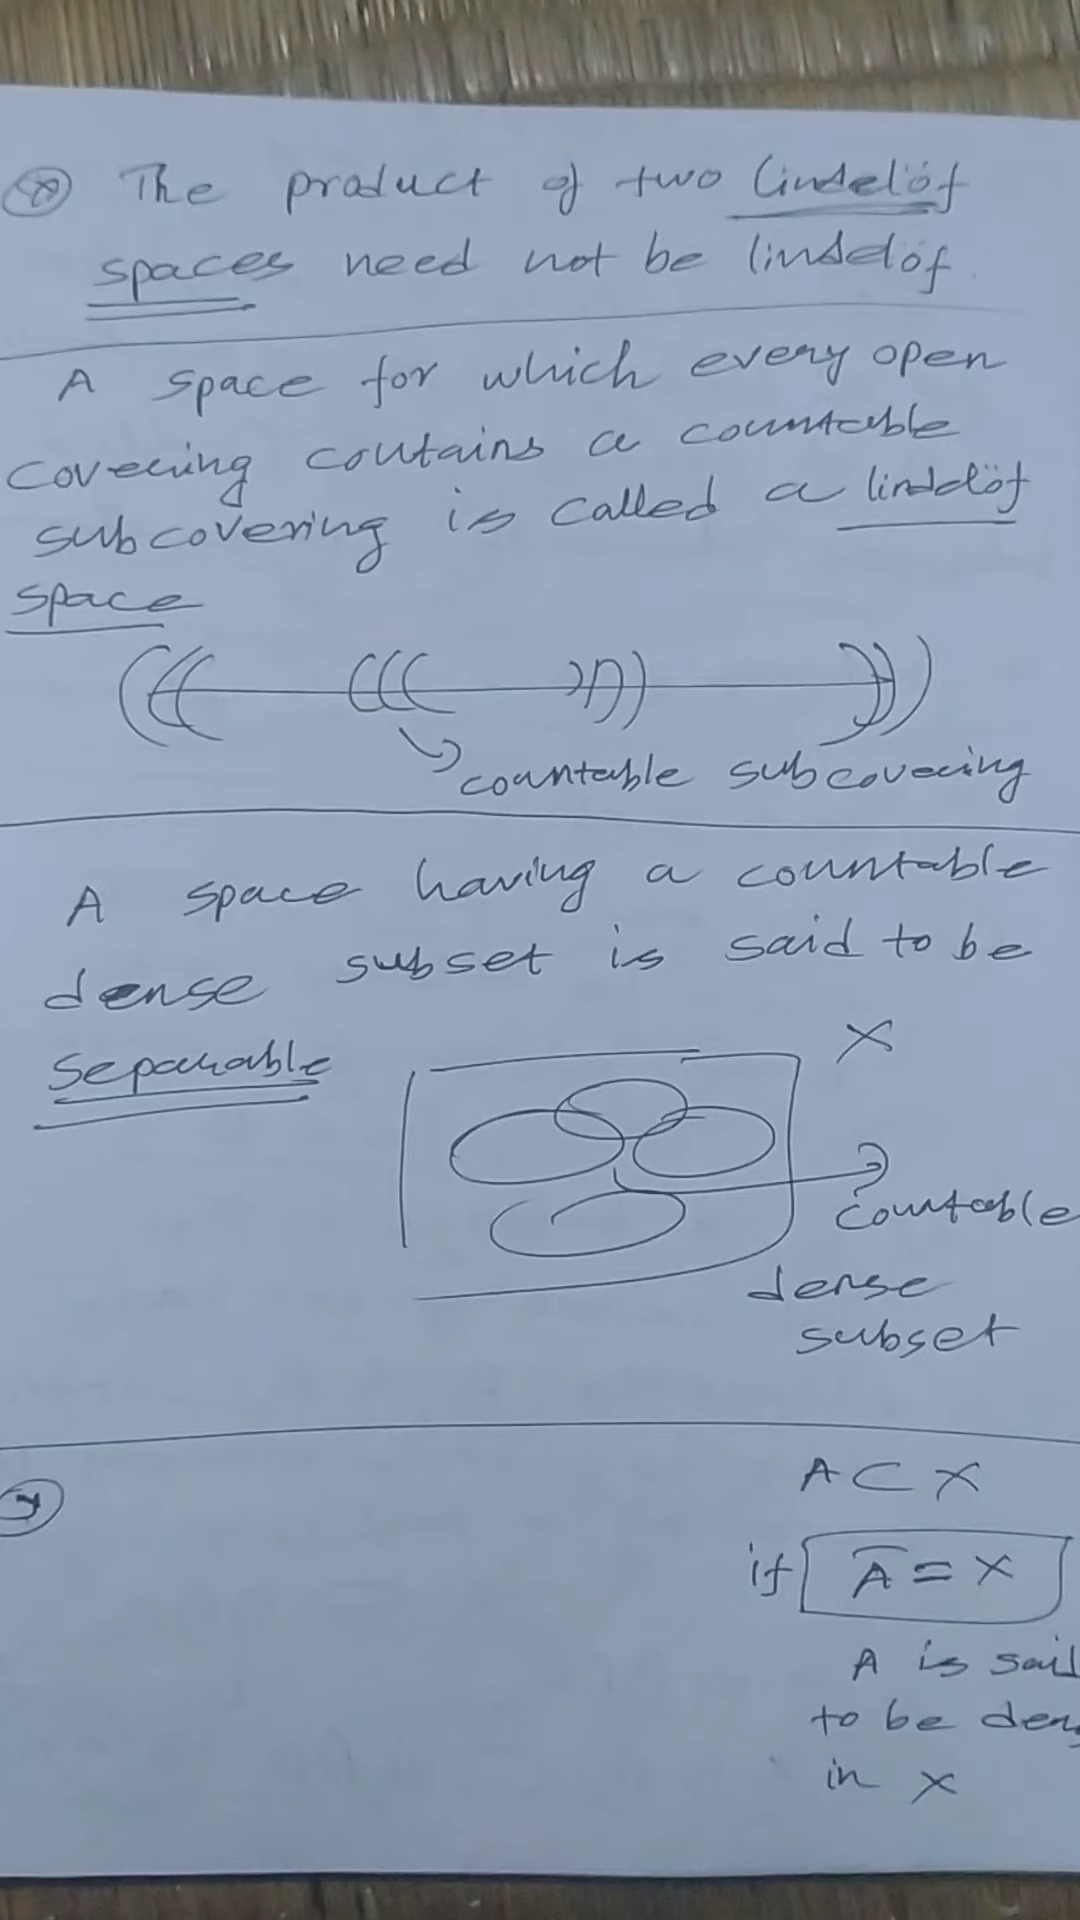 The product of two Lindelöf
spaces need not be lindelöf.
A space for which every open
covering contains a countable
subcovering is called a lindelöf
space
countable subcovering
A space having a countable
dense subset is said to be
separable
X
countable
dense
subset
A ⊂ X
if Ā = X
A is said
to be den
in X